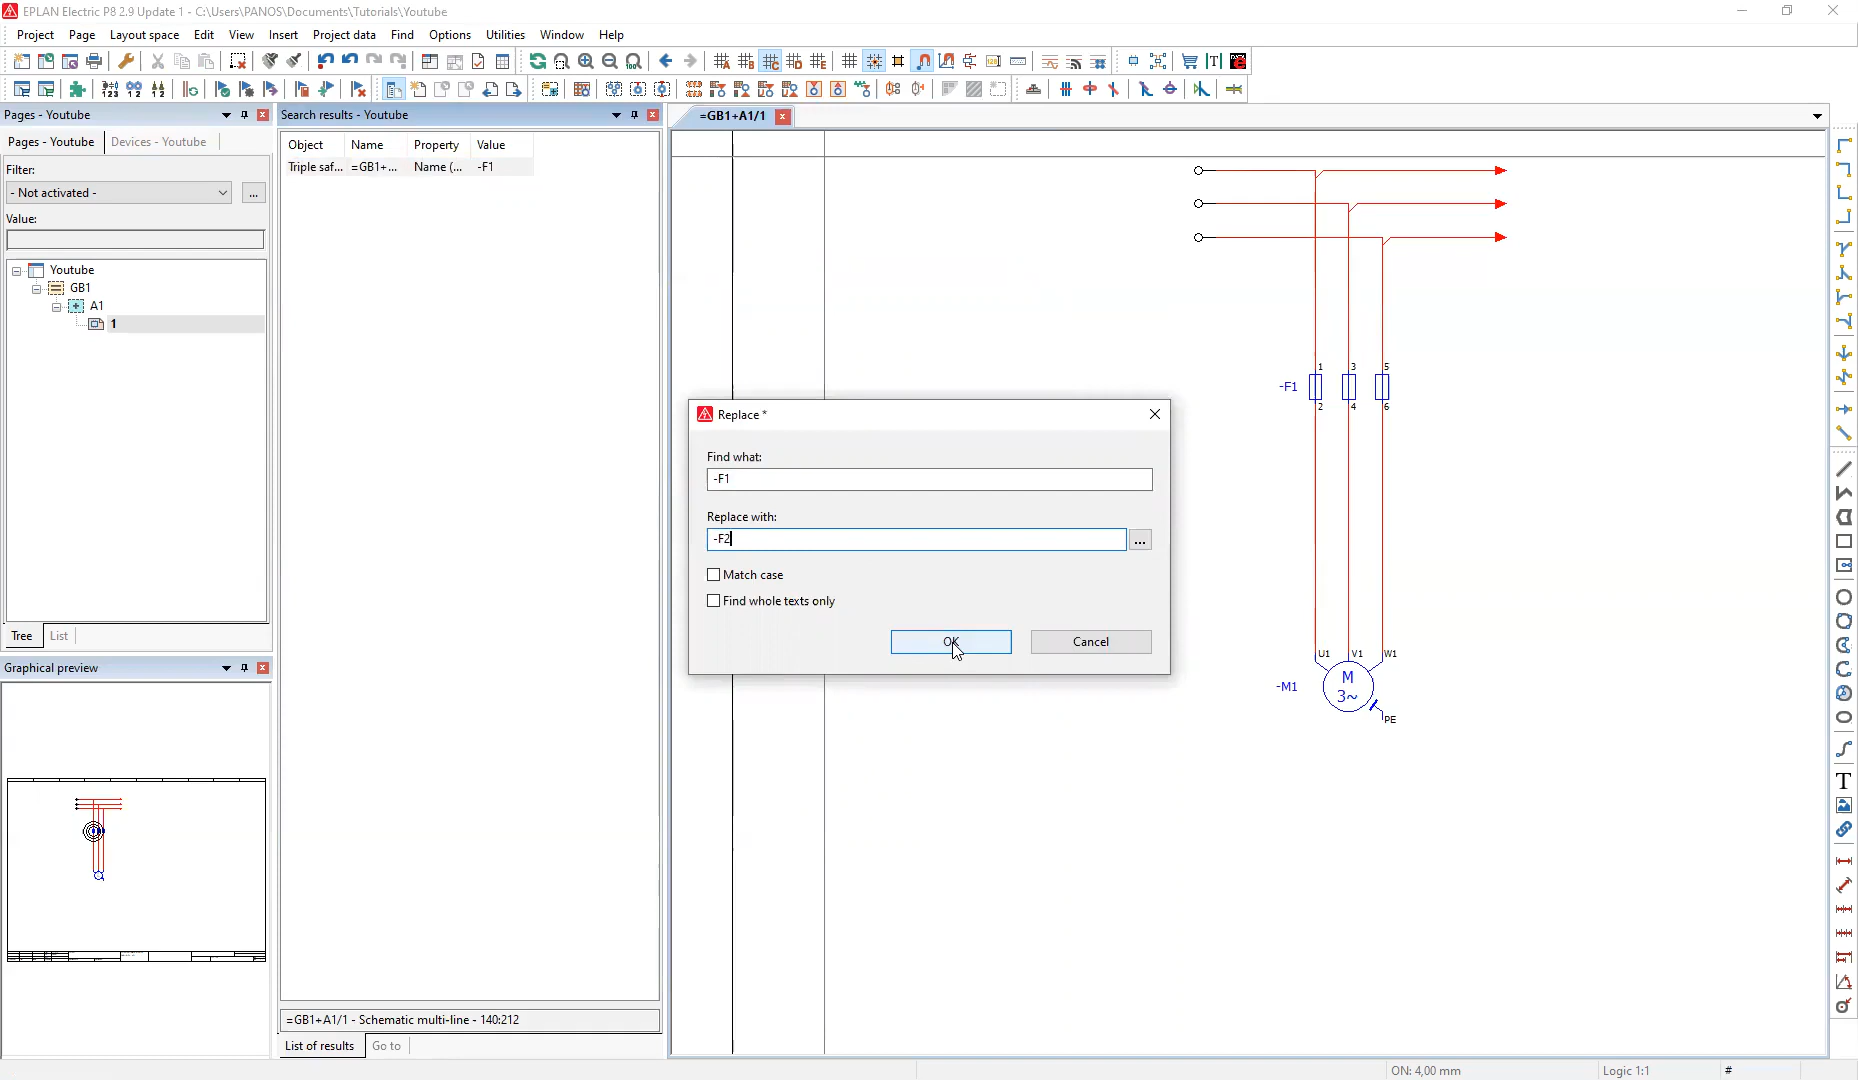 EPLAN Electric P8 2.9 Update 1 - C:\Users\PANOS\Documents\Tutorials\Youtube
Project Page Layout space Edit View Insert Project data Find Options Utilities Window Help
Pages - Youtube
Pages - Youtube Devices - Youtube
Filter:
- Not activated -
...
Value:
Youtube
GB1
A1
1
Tree List
Graphical preview
Search results - Youtube
Object Name Property Value
Triple saf... =GB1+... Name (... -F1
=GB1+A1/1 - Schematic multi-line - 140:212
List of results Go to
=GB1+A1/1
1 3 5
-F1
2 4 6
U1 V1 W1
-M1
M
3~
PE
Replace *
Find what:
-F1
Replace with:
-F2
...
Match case
Find whole texts only
OK Cancel
ON: 4,00 mm Logic 1:1 #